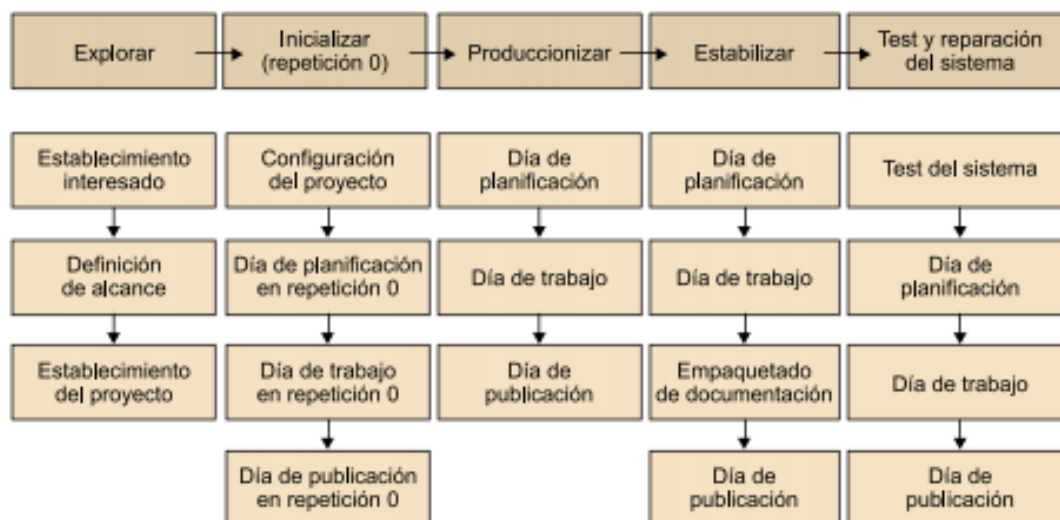 Explorar
Inicializar
(repetición 0)
Produccionizar
Estabilizar
Test y reparación
del sistema
Establecimiento
interesado
Configuración
del proyecto
Día de
planificación
Día de
planificación
Test del sistema
Definición
de alcance
Día de planificación
en repetición 0
Día de trabajo
Día de trabajo
Día de
planificación
Establecimiento
del proyecto
Día de trabajo
en repetición 0
Día de
publicación
Empaquetado
de documentación
Día de trabajo
Día de publicación
en repetición 0
Día de
publicación
Día de
publicación